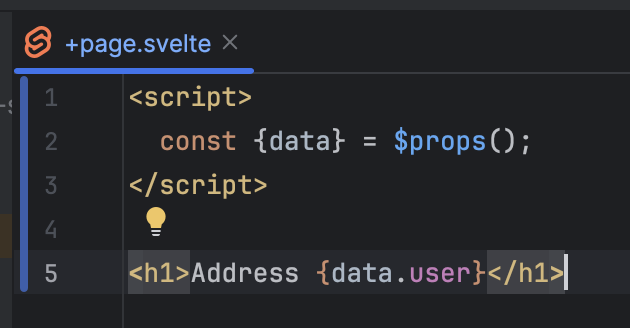 +page.svelte
1 <script>
2 const {data} = $props();
3 </script>
4
5 <h1>Address {data.user}</h1>